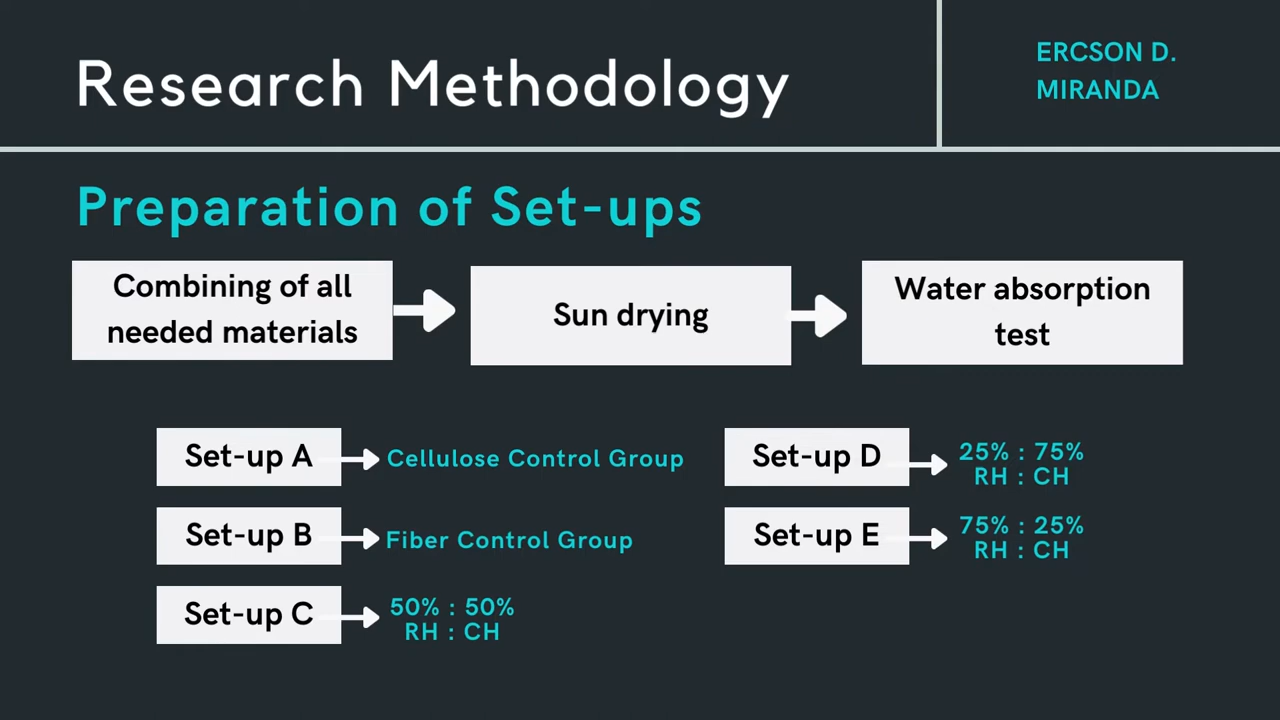 Research Methodology
ERCSON D.
MIRANDA
Preparation of Set-ups
Combining of all
needed materials
Sun drying
Water absorption
test
Set-up A
Cellulose Control Group
Set-up B
Fiber Control Group
Set-up C
50% : 50%
RH : CH
Set-up D
25% : 75%
RH : CH
Set-up E
75% : 25%
RH : CH